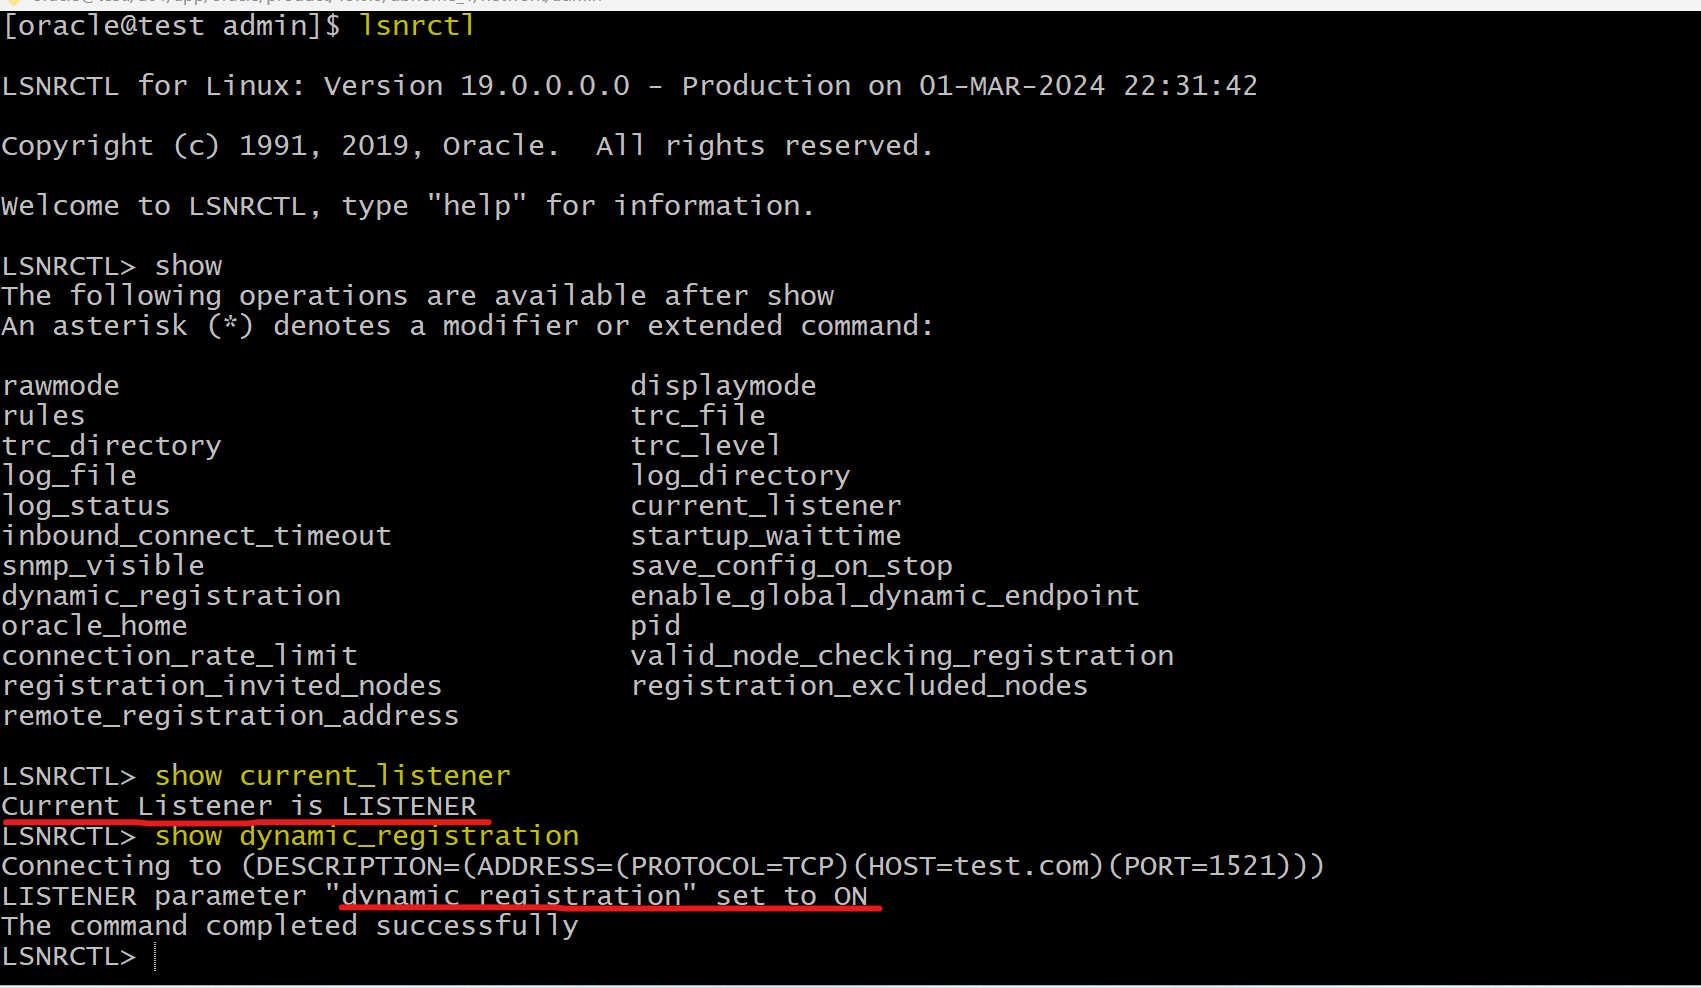 [oracle@test admin]$ lsnrctl
LSNRCTL for Linux: Version 19.0.0.0.0 - Production on 01-MAR-2024 22:31:42
Copyright (c) 1991, 2019, Oracle.  All rights reserved.
Welcome to LSNRCTL, type "help" for information.
LSNRCTL> show
The following operations are available after show
An asterisk (*) denotes a modifier or extended command:
rawmode displaymode
rules trc_file
trc_directory trc_level
log_file log_directory
log_status current_listener
inbound_connect_timeout startup_waittime
snmp_visible save_config_on_stop
dynamic_registration enable_global_dynamic_endpoint
oracle_home pid
connection_rate_limit valid_node_checking_registration
registration_invited_nodes registration_excluded_nodes
remote_registration_address
LSNRCTL> show current_listener
Current Listener is LISTENER
LSNRCTL> show dynamic_registration
Connecting to (DESCRIPTION=(ADDRESS=(PROTOCOL=TCP)(HOST=test.com)(PORT=1521)))
LISTENER parameter "dynamic_registration" set to ON
The command completed successfully
LSNRCTL>